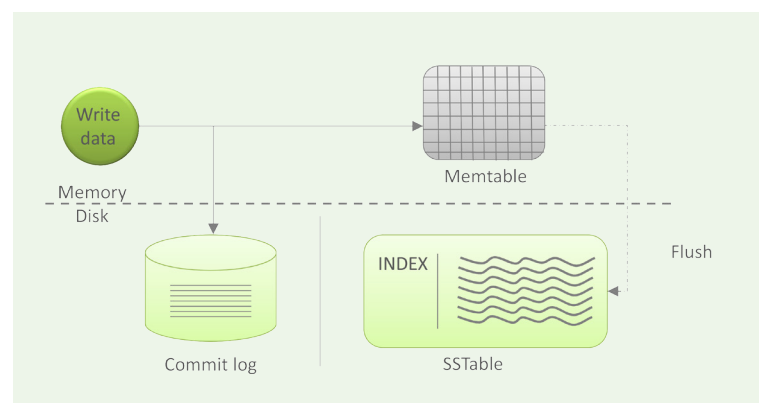 Write
data
Memtable
Memory
Disk
INDEX
Flush
Commit log
SSTable